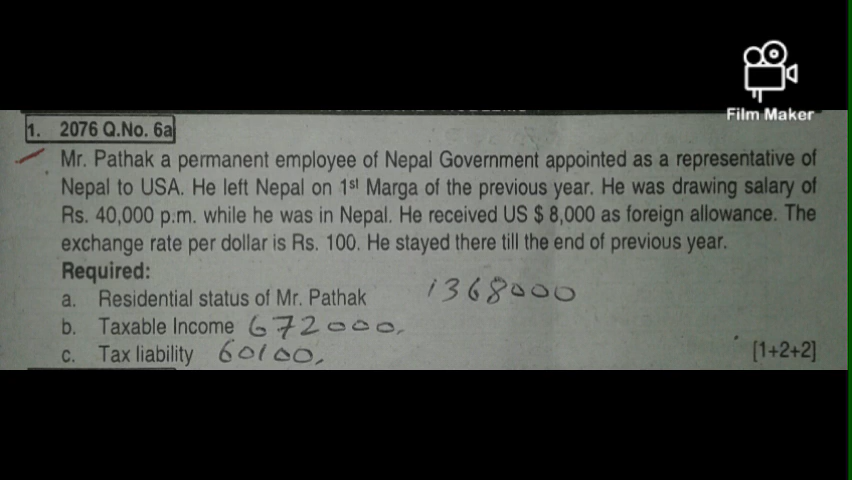 Film Maker
1. 2076 Q.No. 6a
Mr. Pathak a permanent employee of Nepal Government appointed as a representative of
Nepal to USA. He left Nepal on 1st Marga of the previous year. He was drawing salary of
Rs. 40,000 p.m. while he was in Nepal. He received US $ 8,000 as foreign allowance. The
exchange rate per dollar is Rs. 100. He stayed there till the end of previous year.
Required:
a. Residential status of Mr. Pathak 1368000
b. Taxable Income 672000,
c. Tax liability 60100, [1+2+2]